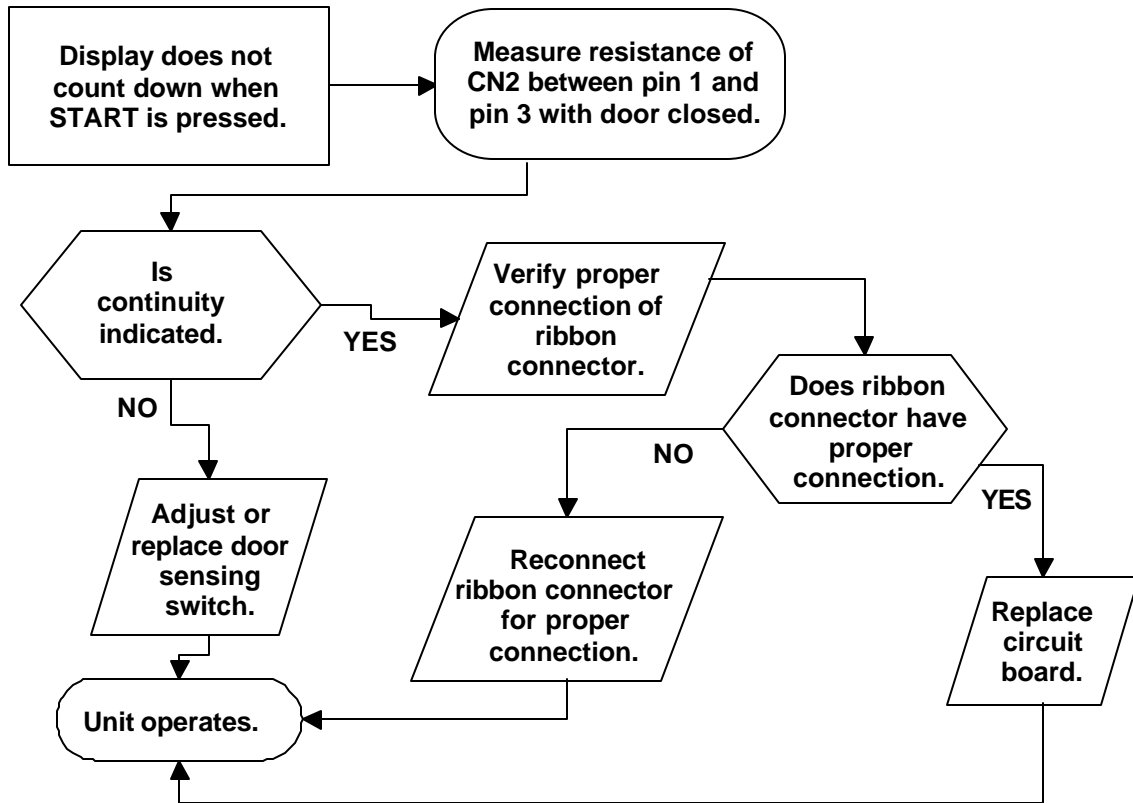 Display does not
count down when
START is pressed.
Measure resistance of
CN2 between pin 1 and
pin 3 with door closed.
Is
continuity
indicated.
YES
Verify proper
connection of
ribbon
connector.
Does ribbon
connector have
proper
connection.
NO
Adjust or
replace door
sensing
switch.
NO
Reconnect
ribbon connector
for proper
connection.
YES
Replace
circuit
board.
Unit operates.